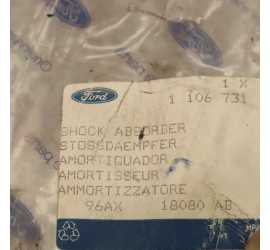 1 X
Ford
1 106 731
SHOCK ABSORBER
STOSSDAEMPFER
AMORTIGUADOR
AMORTISSEUR
AMMORTIZZATORE
96AX 18080 AB